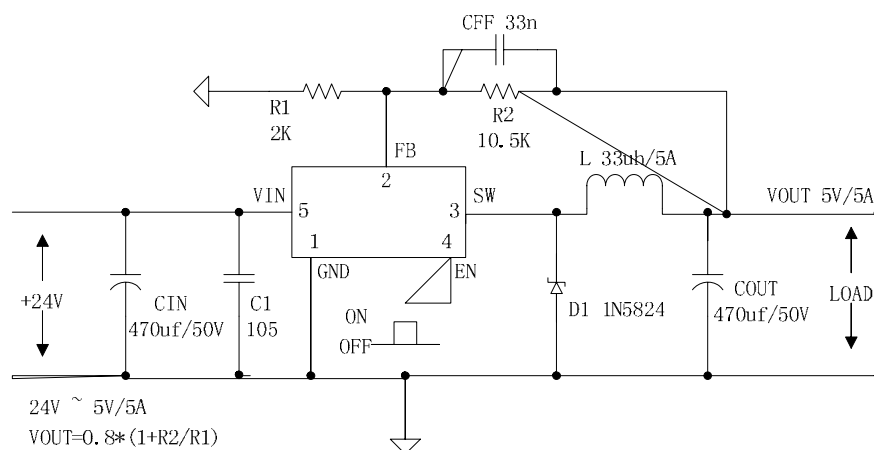 CFF 33n
R1
2K
R2
10.5K
FB
2
L 33uh/5A
VIN
5
3
SW
VOUT 5V/5A
1
4
GND
EN
+24V
CIN
470uf/50V
C1
105
ON
OFF
D1 1N5824
COUT
470uf/50V
LOAD
24V ~ 5V/5A
VOUT=0.8*(1+R2/R1)